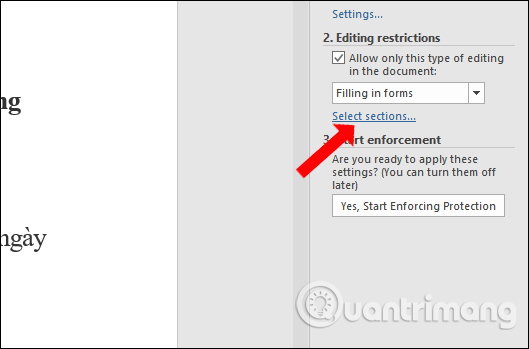 Settings...
2. Editing restrictions
Allow only this type of editing
in the document:
ng
Filling in forms
Select sections...
3. Start enforcement
Are you ready to apply these
settings? (You can turn them off
later)
Yes, Start Enforcing Protection
ngày
Quantrimang